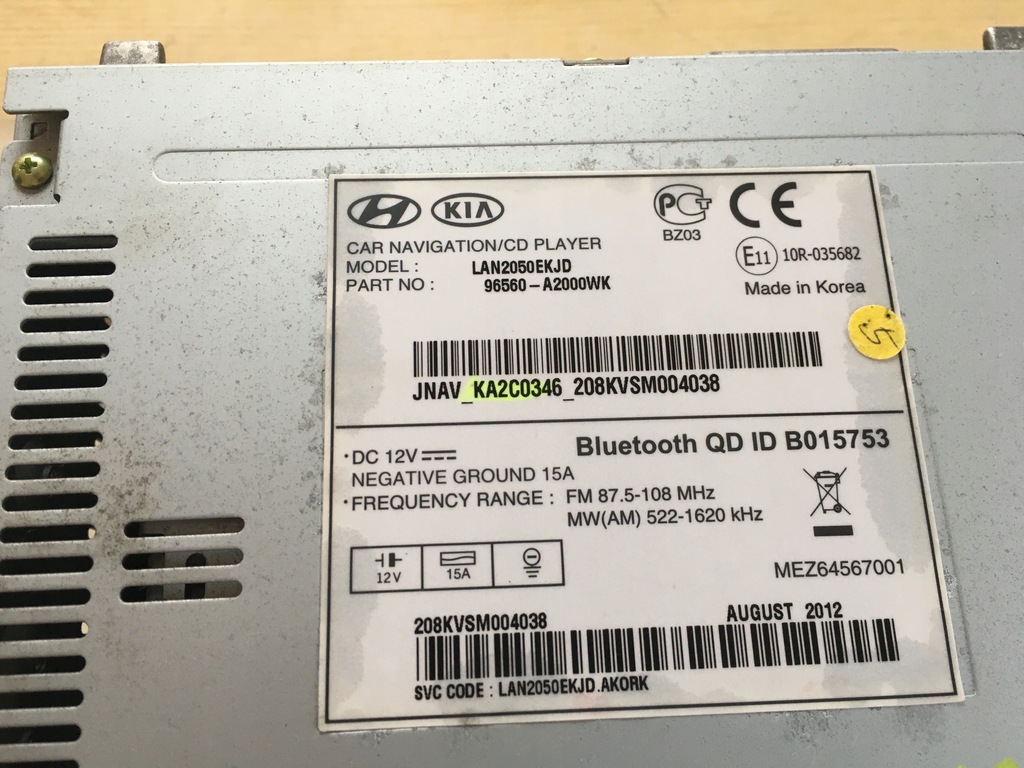 KIA
CAR NAVIGATION/CD PLAYER
MODEL : LAN2050EKJD
PART NO : 96560-A2000WK
PCT
BZ03
CE
E11 10R-035682
Made in Korea
5
JNAV_KA2C0346_208KVSM004038
•DC 12V
NEGATIVE GROUND 15A
•FREQUENCY RANGE : FM 87.5-108 MHz
MW(AM) 522-1620 kHz
Bluetooth QD ID B015753
12V
15A
MEZ64567001
208KVSM004038
AUGUST 2012
SVC CODE : LAN2050EKJD.AKORK